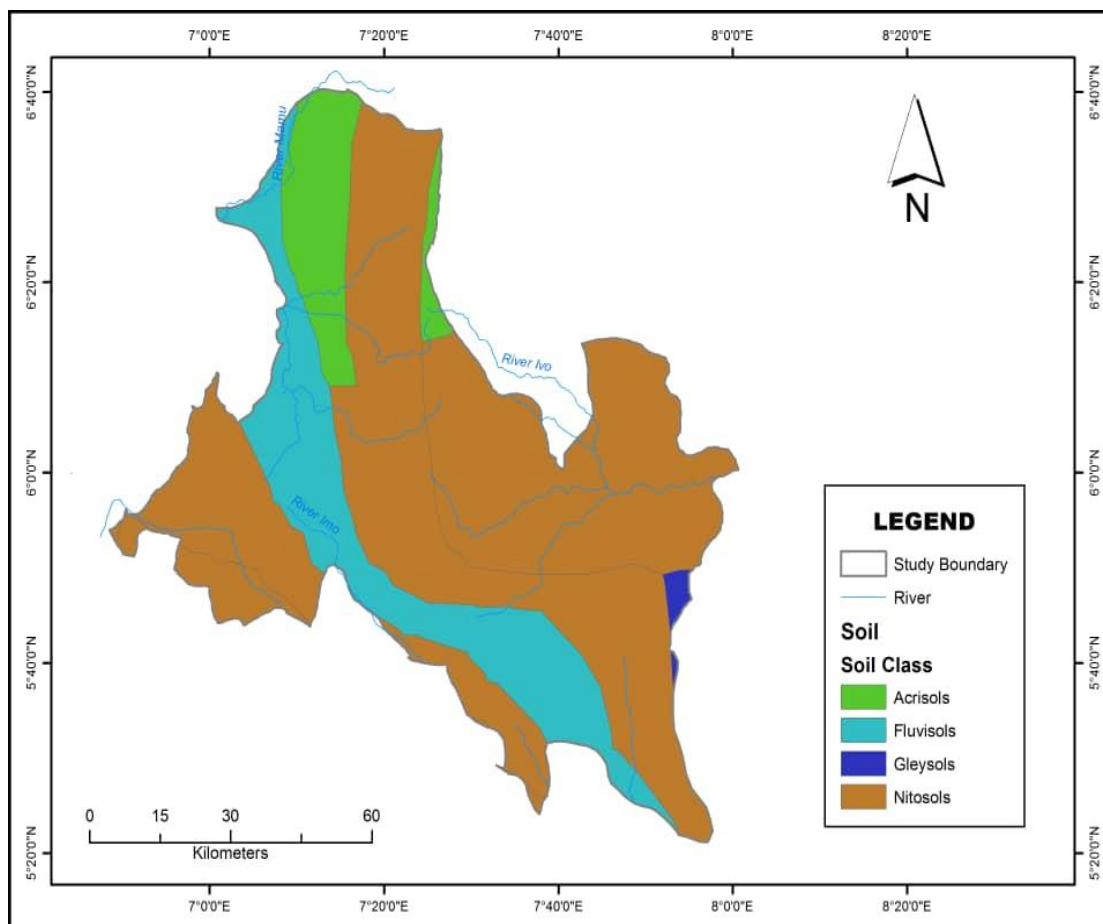 7°0'0"E
7°20'0"E
7°40'0"E
8°0'0"E
8°20'0"E
6°40'0"N
6°40'0"N
River Mamu
N
6°20'0"N
6°20'0"N
River Ivo
6°0'0"N
6°0'0"N
River Imo
LEGEND
Study Boundary
River
Soil
Soil Class
Acrisols
Fluvisols
Gleysols
Nitosols
5°40'0"N
5°40'0"N
0 15 30 60
Kilometers
5°20'0"N
5°20'0"N
7°0'0"E
7°20'0"E
7°40'0"E
8°0'0"E
8°20'0"E